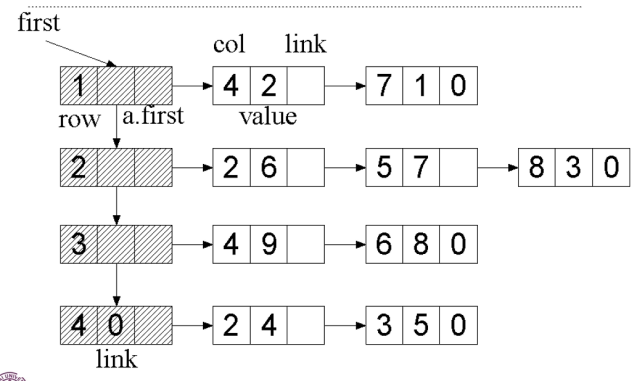 first
col link
1 4 2 7 1 0
row a.first value
2 2 6 5 7 8 3 0
3 4 9 6 8 0
4 0 2 4 3 5 0
link